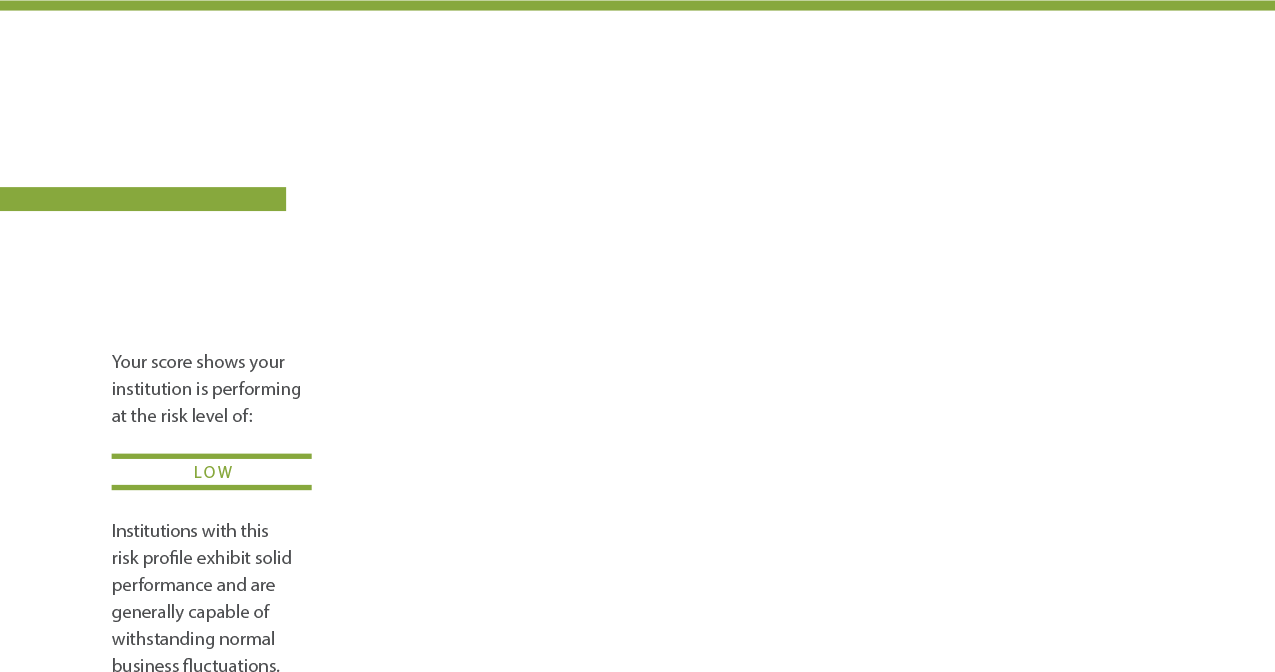 Your score shows your
institution is performing
at the risk level of:
LOW
Institutions with this
risk profile exhibit solid
performance and are
generally capable of
withstanding normal
business fluctuations.